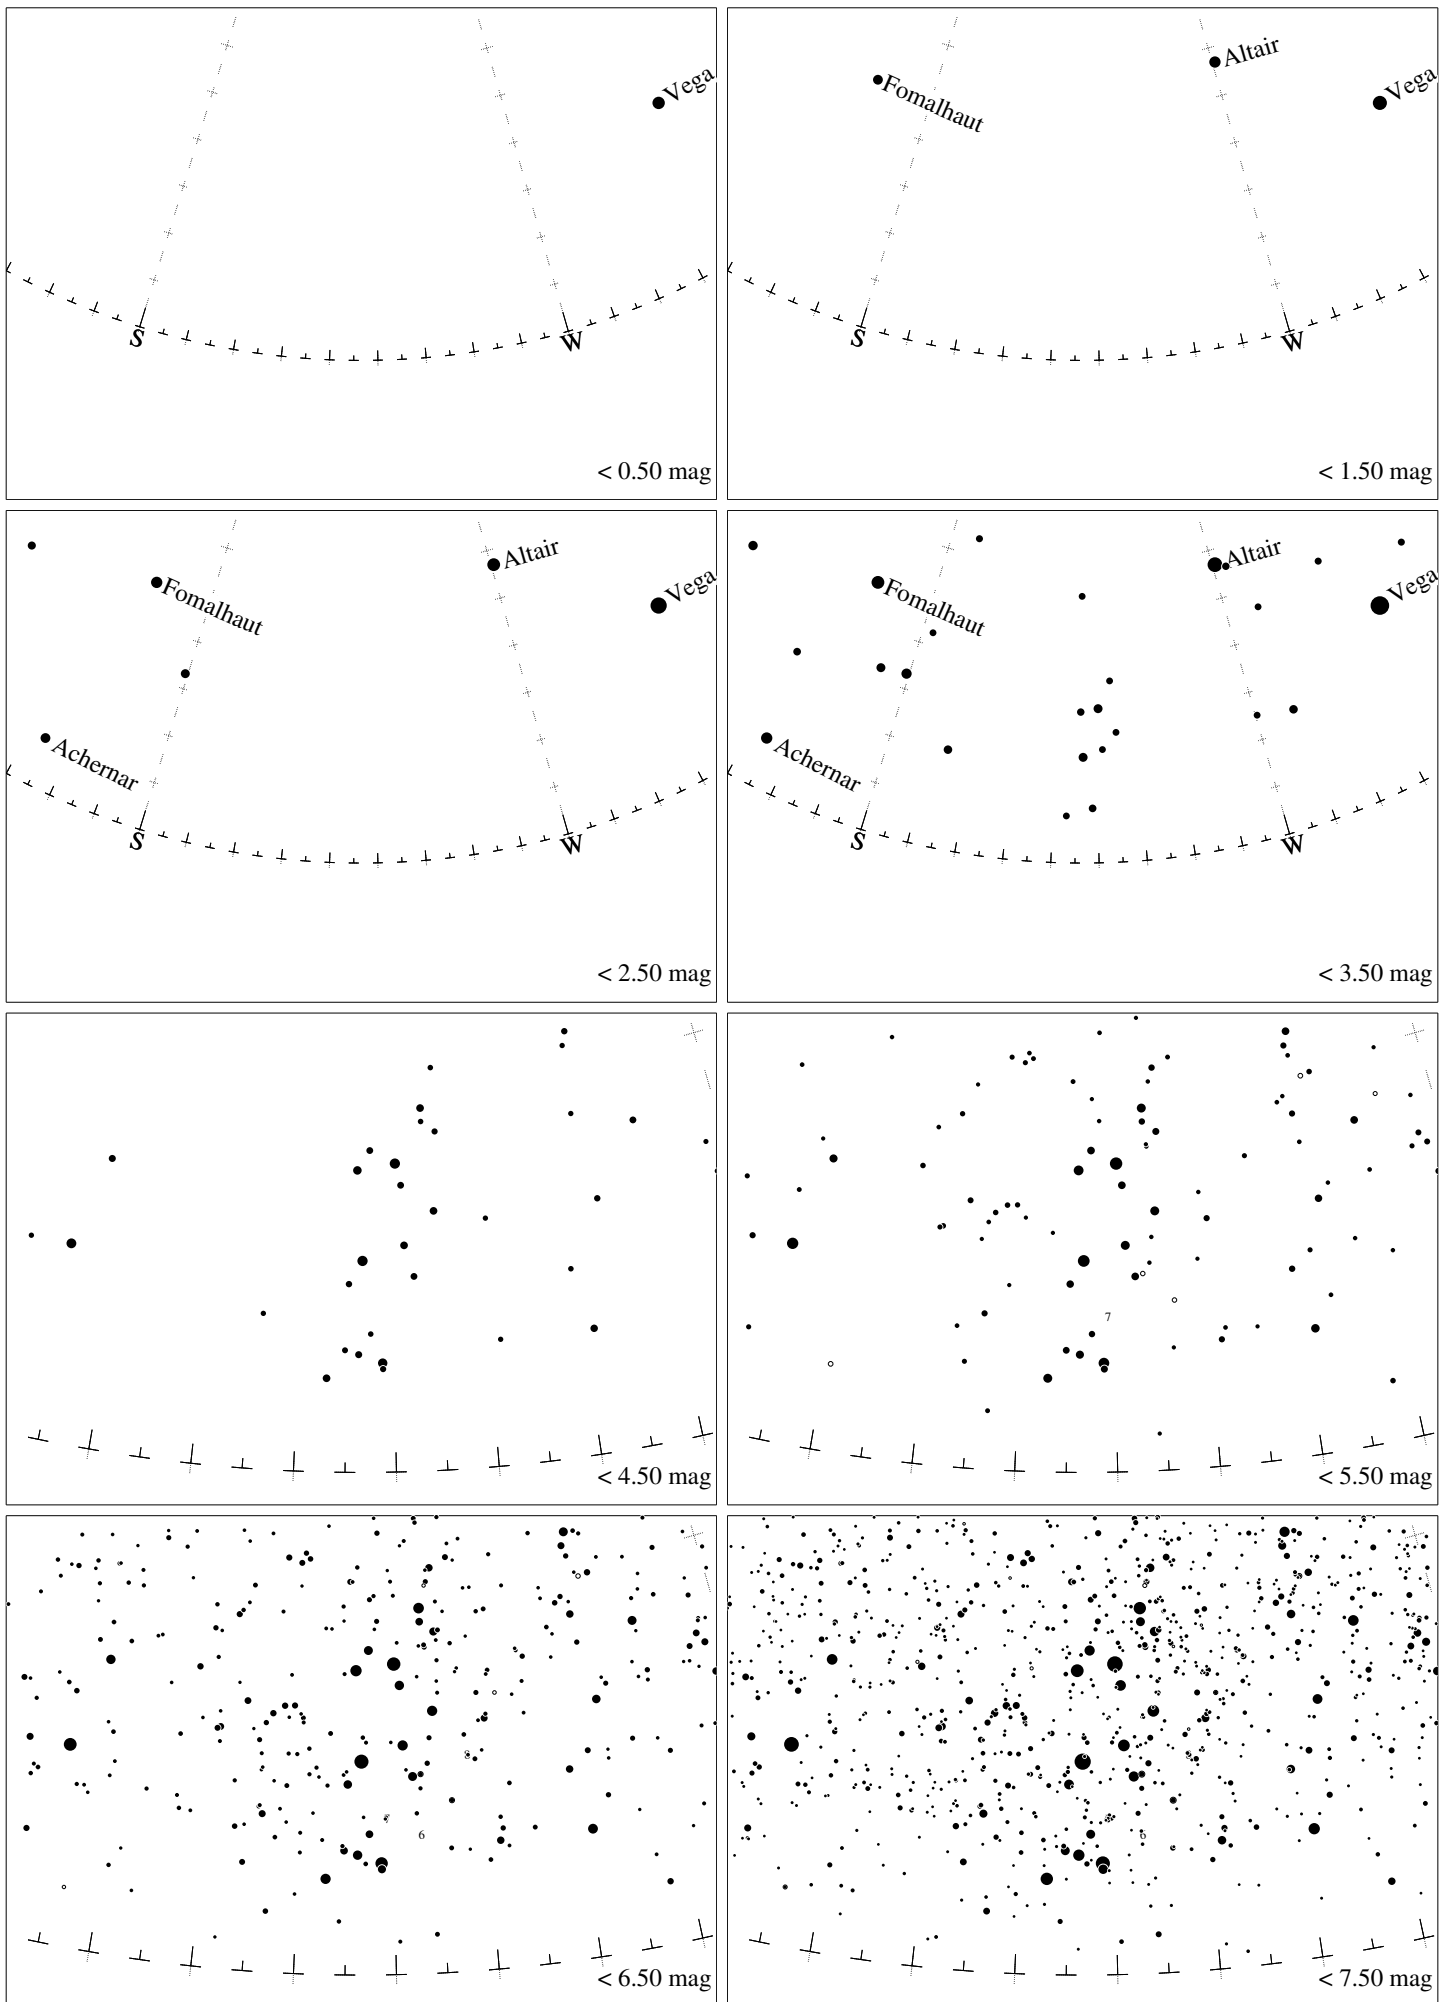 Vega
S
W
< 0.50 mag
Fomalhaut
Altair
Vega
S
W
< 1.50 mag
Fomalhaut
Altair
Vega
Achernar
S
W
< 2.50 mag
Fomalhaut
Altair
Vega
Achernar
S
W
< 3.50 mag
< 4.50 mag
7
< 5.50 mag
6
< 6.50 mag
6
< 7.50 mag